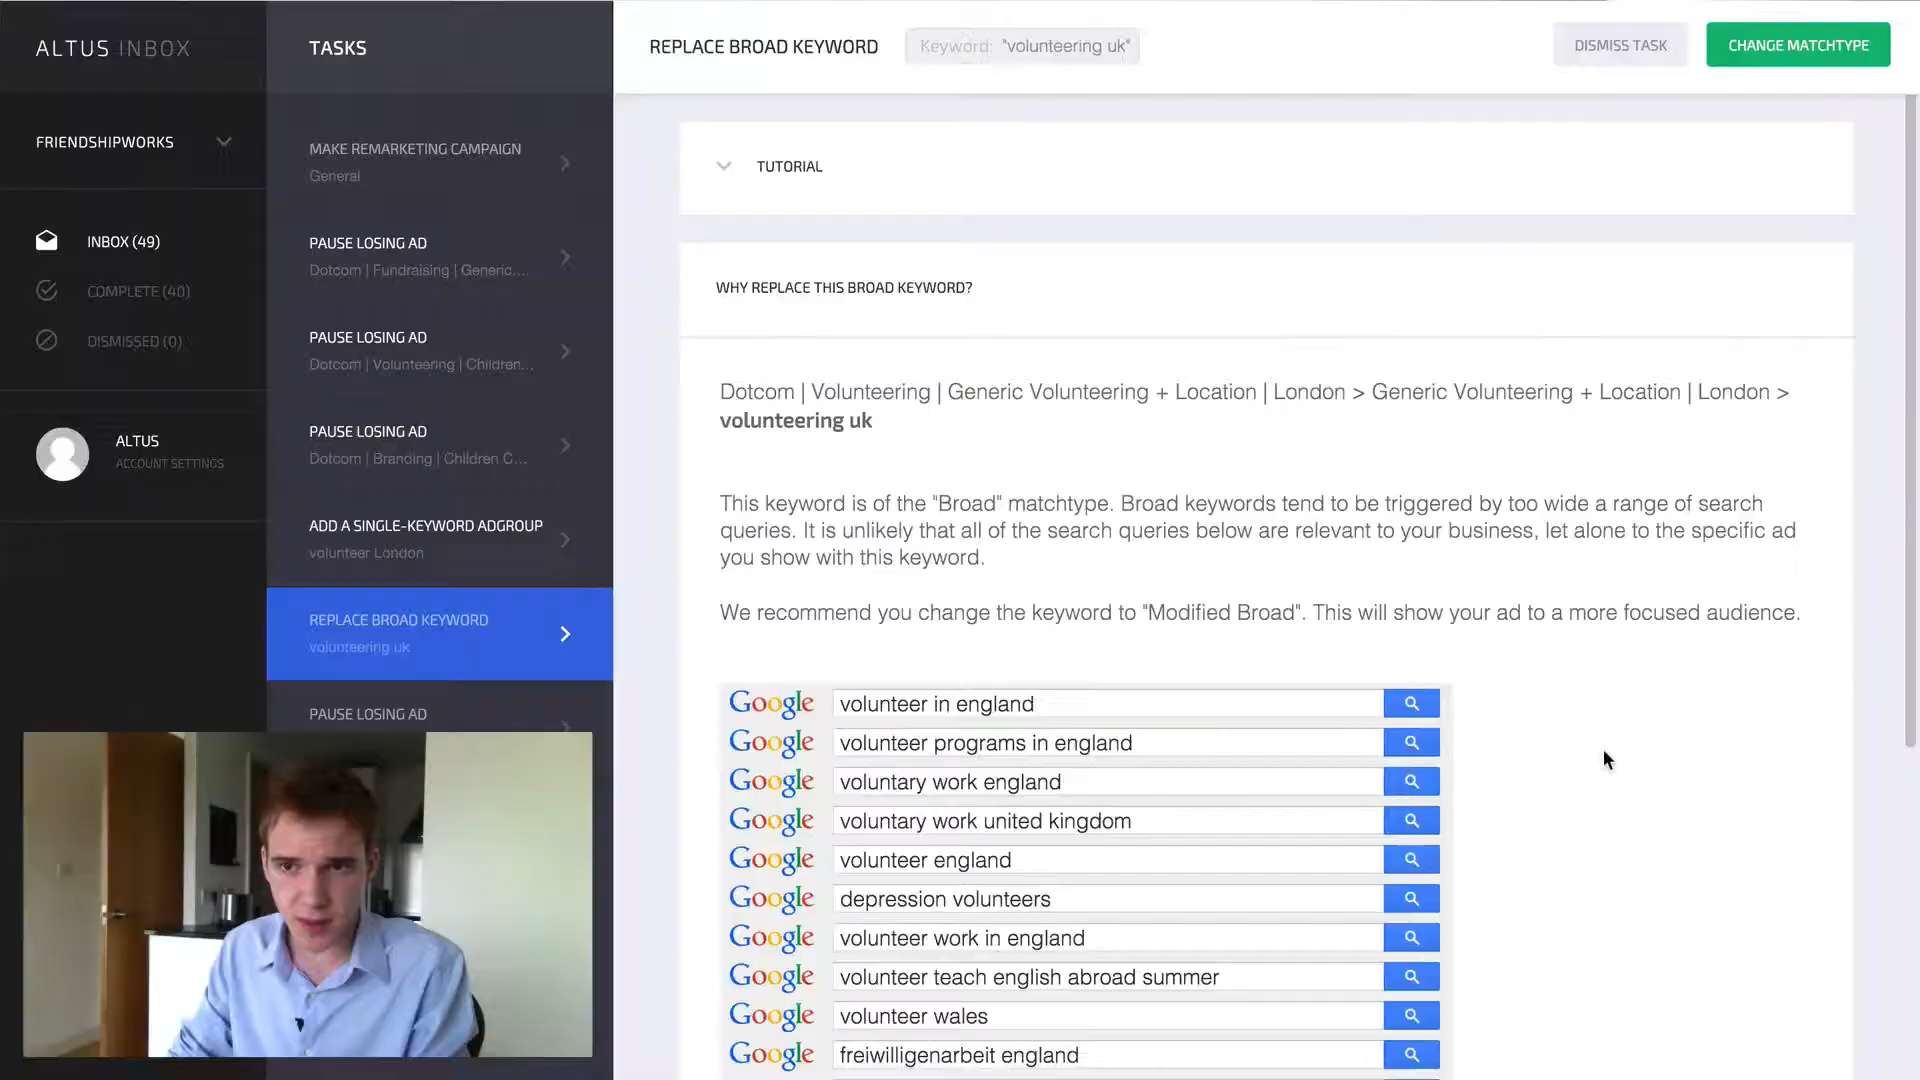 ALTUS INBOX
FRIENDSHIPWORKS
INBOX (49)
COMPLETE (40)
DISMISSED (0)
ALTUS
ACCOUNT SETTINGS
TASKS
MAKE REMARKETING CAMPAIGN
General
PAUSE LOSING AD
Dotcom | Fundraising | Generic....
PAUSE LOSING AD
Dotcom | Volunteering | Children...
PAUSE LOSING AD
Dotcom | Branding | Children C...
ADD A SINGLE-KEYWORD ADGROUP
volunteer London
REPLACE BROAD KEYWORD
volunteering uk
PAUSE LOSING AD
REPLACE BROAD KEYWORD
Keyword: "volunteering uk"
DISMISS TASK
CHANGE MATCHTYPE
TUTORIAL
WHY REPLACE THIS BROAD KEYWORD?
Dotcom | Volunteering | Generic Volunteering + Location | London > Generic Volunteering + Location | London >
volunteering uk
This keyword is of the "Broad" matchtype. Broad keywords tend to be triggered by too wide a range of search
queries. It is unlikely that all of the search queries below are relevant to your business, let alone to the specific ad
you show with this keyword.
We recommend you change the keyword to "Modified Broad". This will show your ad to a more focused audience.
Google volunteer in england
Google volunteer programs in england
Google voluntary work england
Google voluntary work united kingdom
Google volunteer england
Google depression volunteers
Google volunteer work in england
Google volunteer teach english abroad summer
Google volunteer wales
Google freiwilligenarbeit england